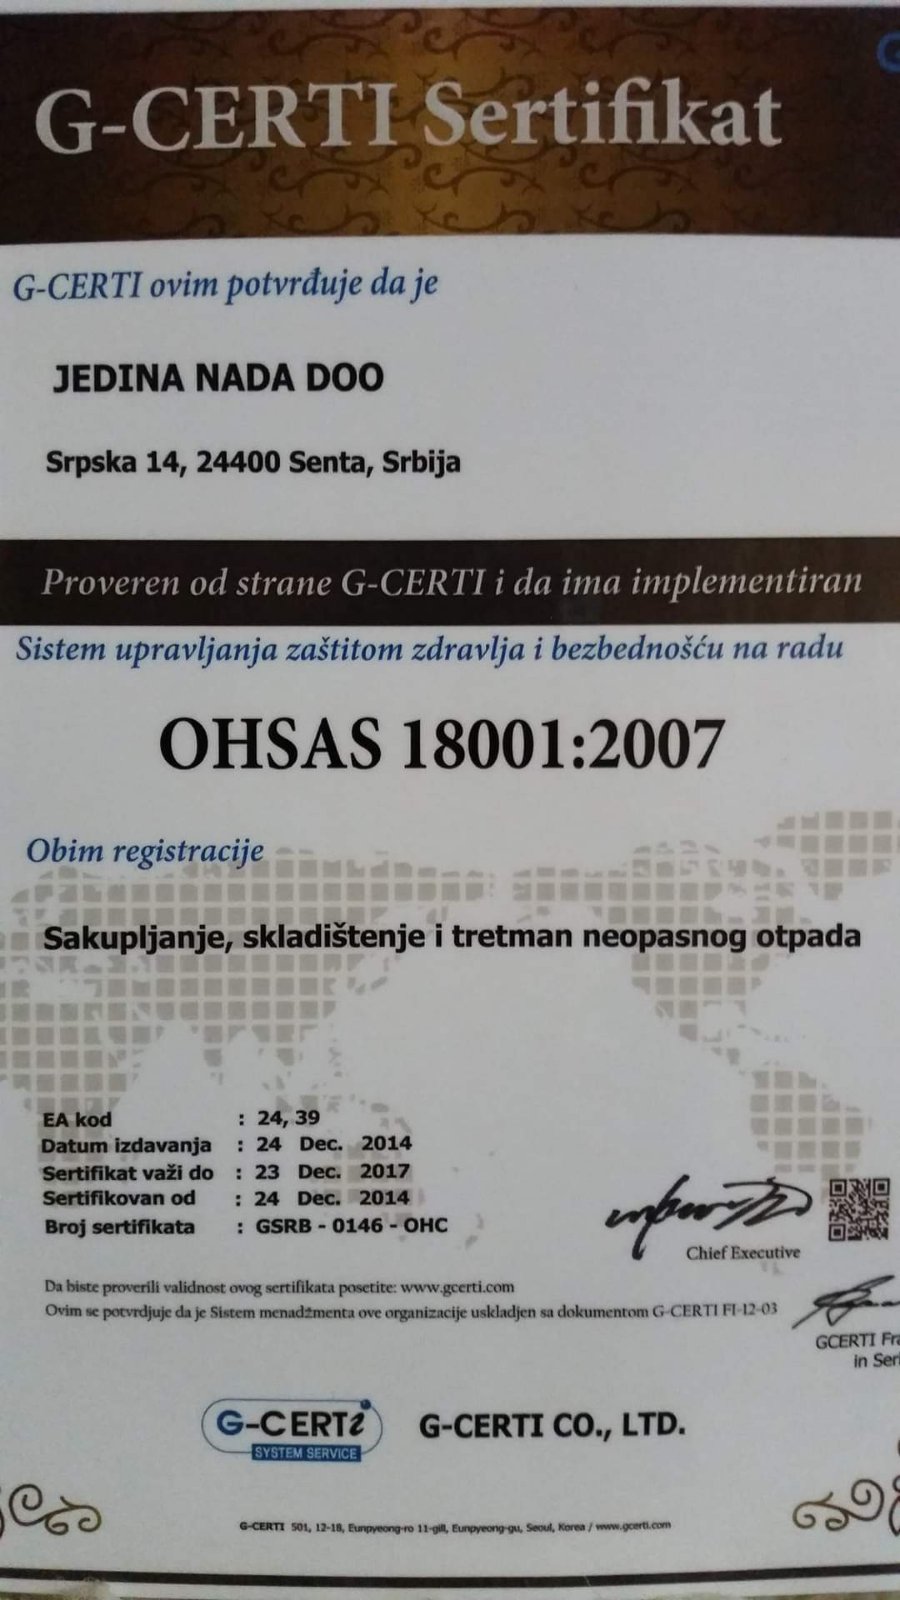 G-CERTI Sertifikat
G-CERTI ovim potvrđuje da je
JEDINA NADA DOO
Srpska 14, 24400 Senta, Srbija
Proveren od strane G-CERTI i da ima implementiran
Sistem upravljanja zaštitom zdravlja i bezbednošću na radu
OHSAS 18001:2007
Obim registracije
Sakupljanje, skladištenje i tretman neopasnog otpada
EA kod : 24, 39
Datum izdavanja : 24 Dec. 2014
Sertifikat važi do : 23 Dec. 2017
Sertifikovan od : 24 Dec. 2014
Broj sertifikata : GSRB - 0146 - OHC
Chief Executive
Da biste proverili validnost ovog sertifikata posetite: www.gcerti.com
Ovim se potvrdjuje da je Sistem menadžmenta ove organizacije uskladjen sa dokumentom G-CERTI FI-12-03
GCERTI
in
G-CERTi
SYSTEM SERVICE
G-CERTI CO., LTD.
G-CERTI 501, 12-18, Eunpyeong-ro 11-gill, Eunpyeong-gu, Seoul, Korea / www.gcerti.com